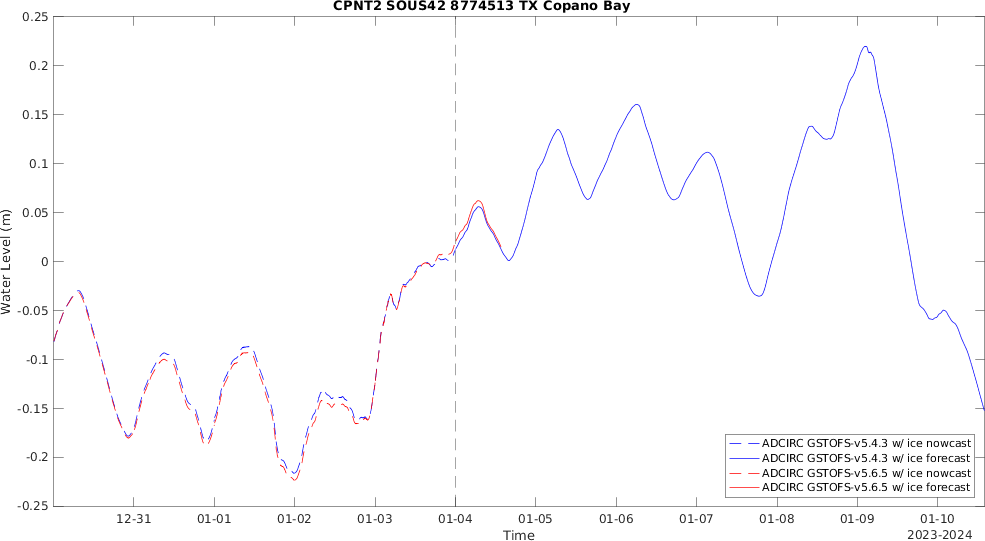 CPNT2 SOUS42 8774513 TX Copano Bay
0.25
0.2
0.15
0.1
0.05
0
-0.05
-0.1
-0.15
-0.2
-0.25
Water Level (m)
12-31 01-01 01-02 01-03 01-04 01-05 01-06 01-07 01-08 01-09 01-10
Time
2023-2024
ADCIRC GSTOFS-v5.4.3 w/ ice nowcast
ADCIRC GSTOFS-v5.4.3 w/ ice forecast
ADCIRC GSTOFS-v5.6.5 w/ ice nowcast
ADCIRC GSTOFS-v5.6.5 w/ ice forecast